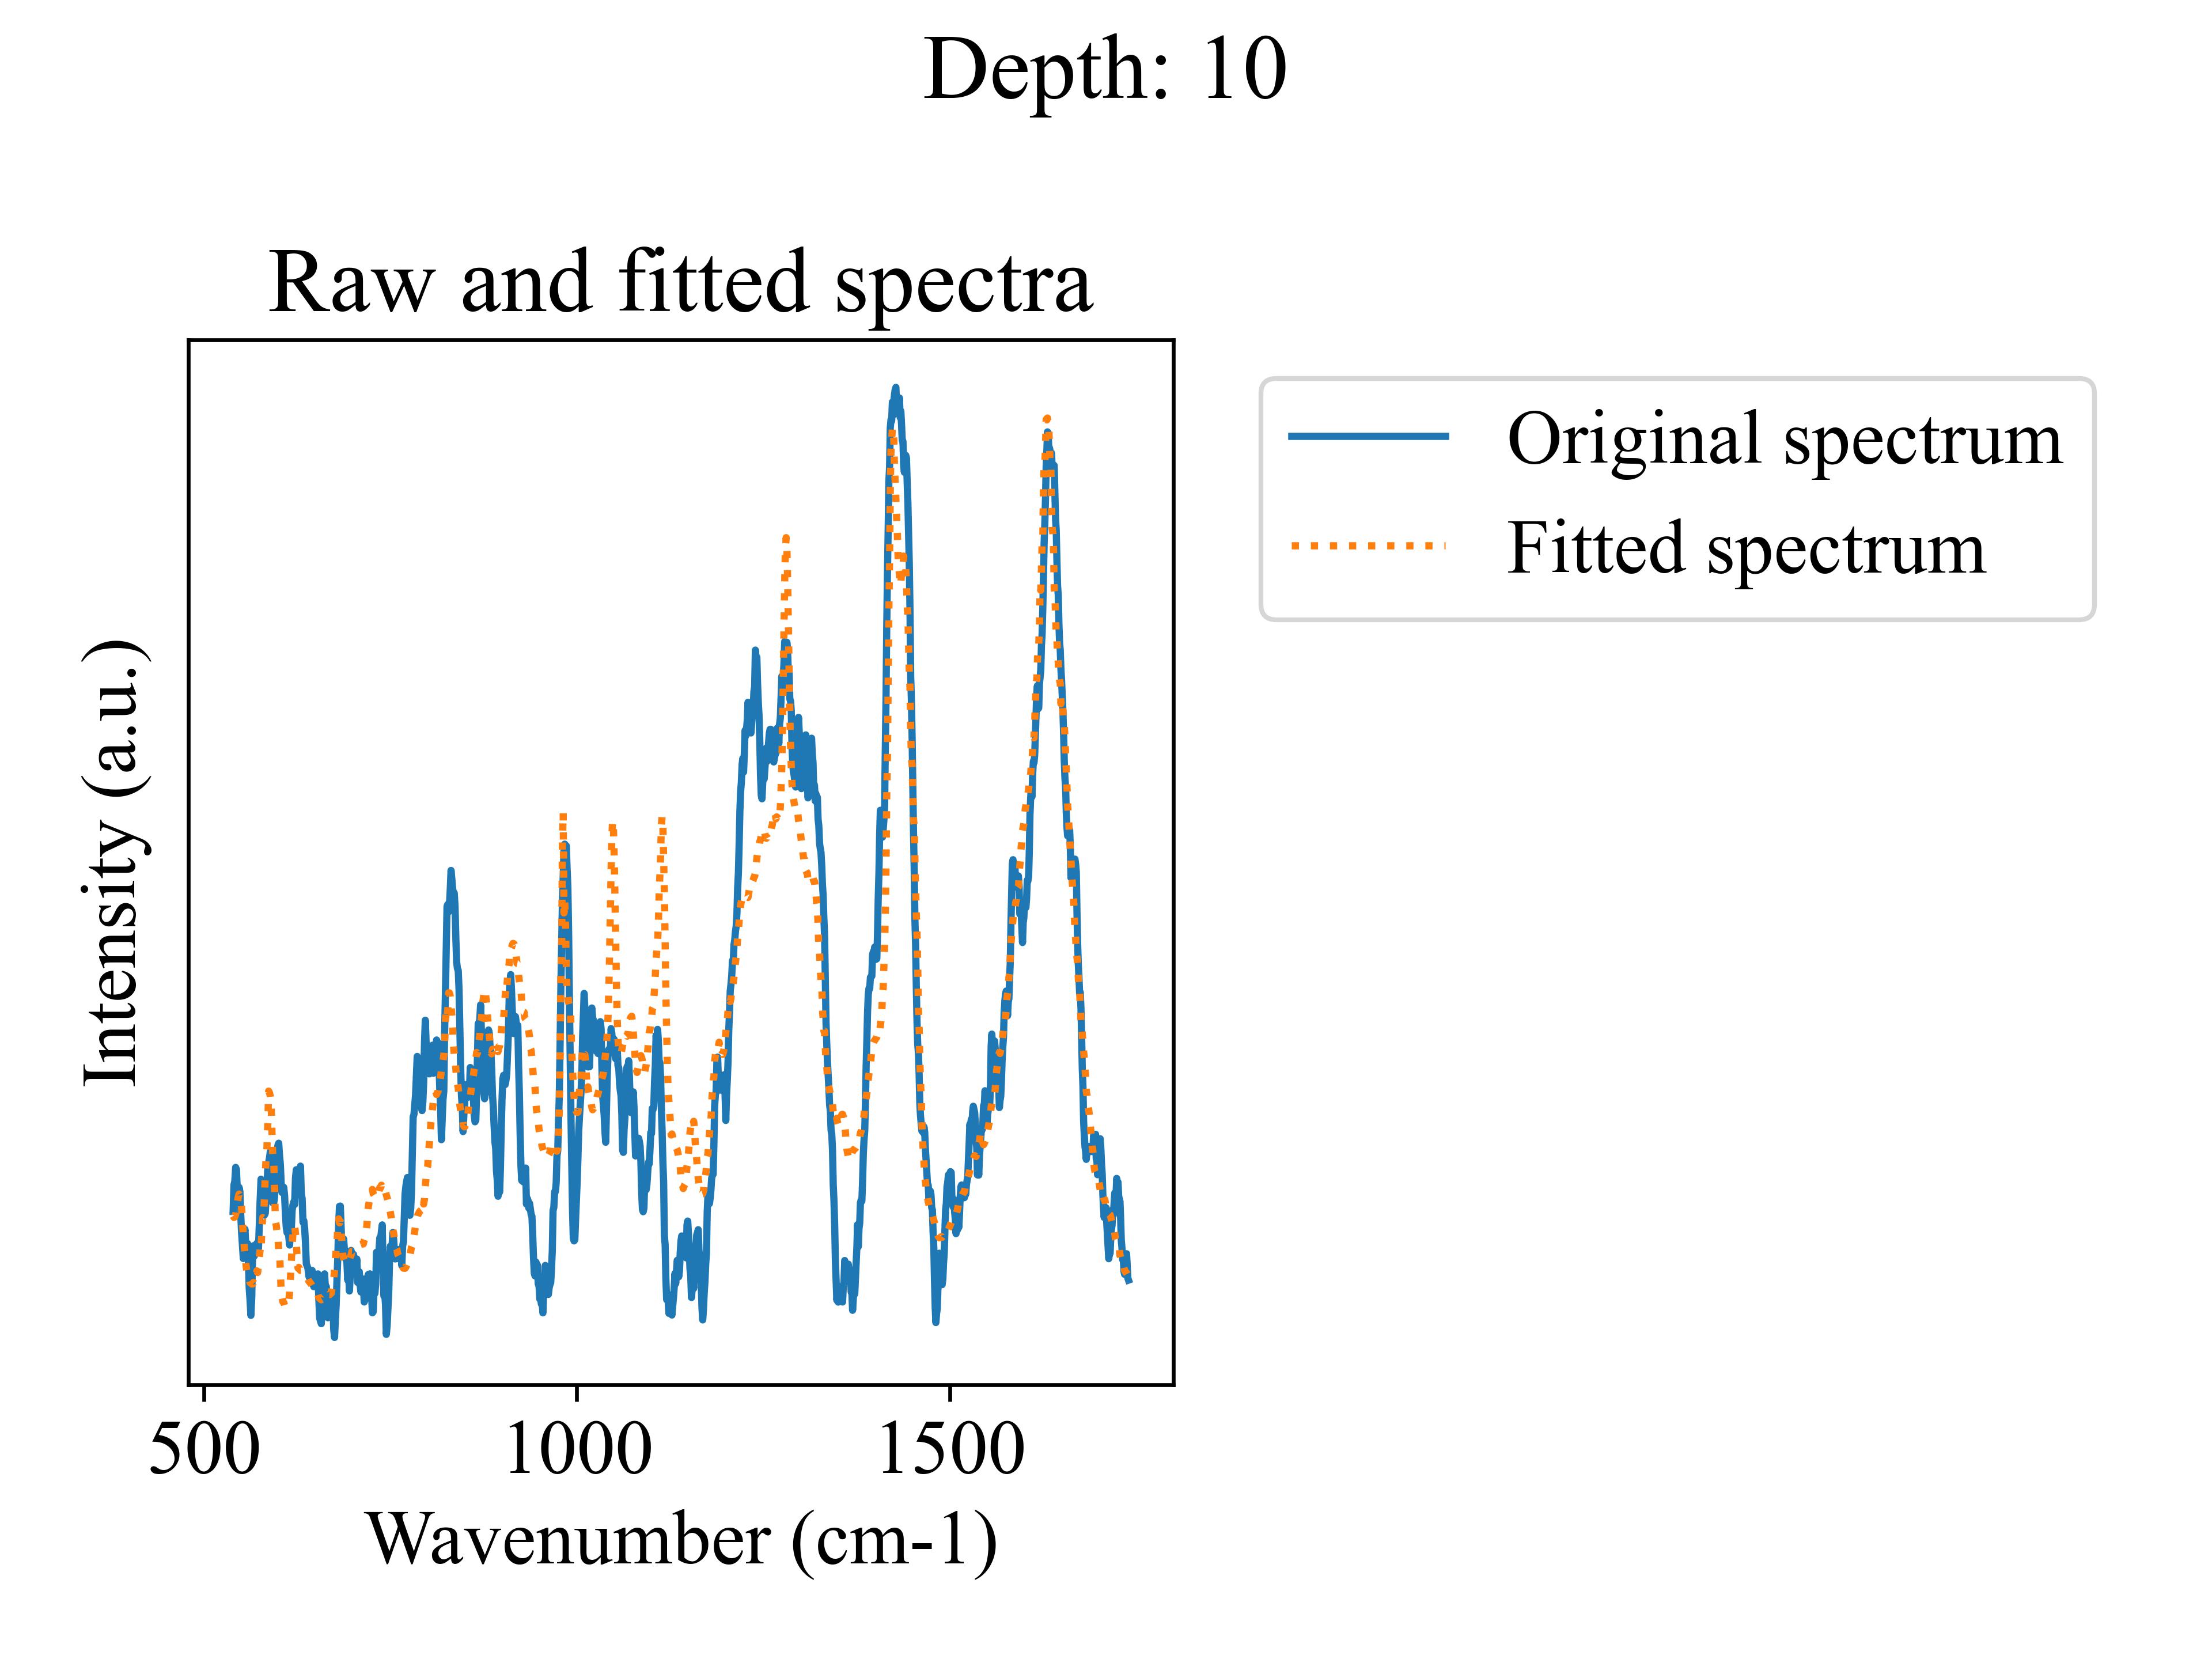 Depth: 10
Raw and fitted spectra
Original spectrum
Fitted spectrum
Intensity (a.u.)
500 1000 1500
Wavenumber (cm-1)